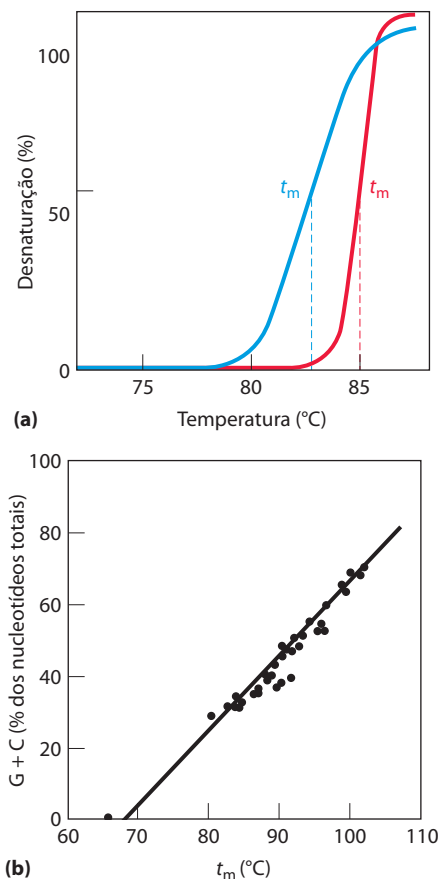 100
Desnaturação (%)
t_m
t_m
50
0
75
80
85
(a)
Temperatura (°C)
100
80
G + C (% dos nucleotídeos totais)
60
40
20
0
60
70
80
90
100
110
(b)
t_m (°C)